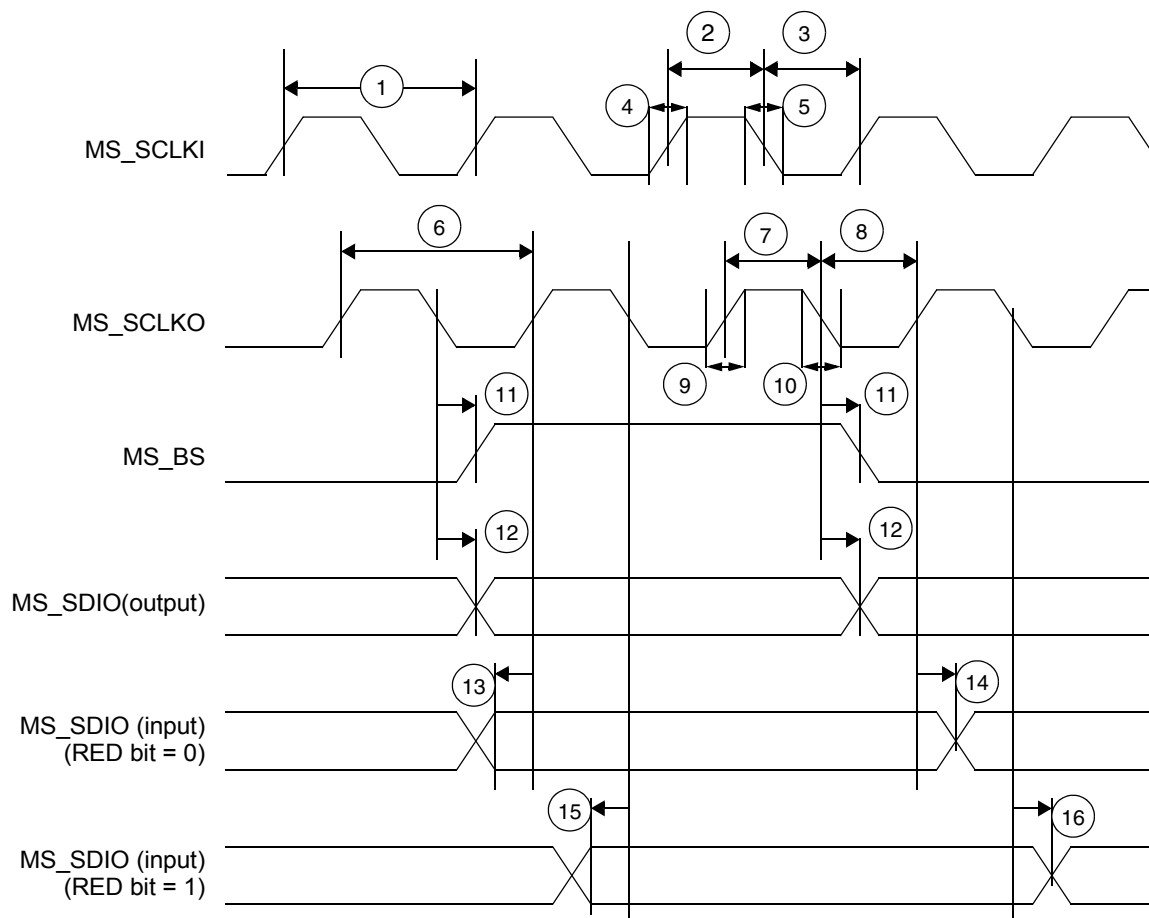 2
3
1
4
5
MS_SCLKI
6
7
8
MS_SCLKO
9
10
11
11
MS_BS
12
12
MS_SDIO(output)
13
14
MS_SDIO (input)
(RED bit = 0)
15
16
MS_SDIO (input)
(RED bit = 1)